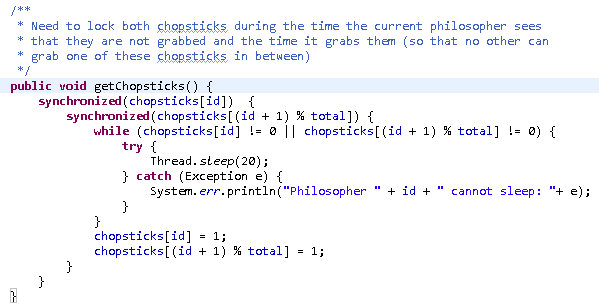 /**
 * Need to lock both chopsticks during the time the current philosopher sees
 * that they are not grabbed and the time it grabs them (so that no other can
 * grab one of these chopsticks in between)
 */
public void getChopsticks() {
    synchronized(chopsticks[id])  {
        synchronized(chopsticks[(id + 1) % total]) {
            while (chopsticks[id] != 0 || chopsticks[(id + 1) % total] != 0) {
                try {
                    Thread.sleep(20);
                } catch (Exception e) {
                    System.err.println("Philosopher " + id + " cannot sleep: "+ e);
                }
            }
            chopsticks[id] = 1;
            chopsticks[(id + 1) % total] = 1;
        }
    }
}